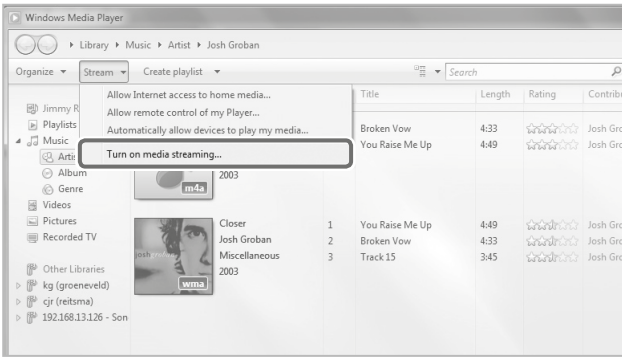 Windows Media Player
Library Music Artist Josh Groban
Organize Stream Create playlist Search
Allow Internet access to home media...
Allow remote control of my Player...
Automatically allow devices to play my media...
Turn on media streaming...
Title Length Rating Contribu
Jimmy R
Playlists
Music
Artis
Album
Genre
Videos
Pictures
Recorded TV
Other Libraries
kg (groeneveld)
cjr (reitsma)
192.168.13.126 - Son
Broken Vow 4:33 Josh Gro
You Raise Me Up 4:49 Josh Gro
2003
m4a
josh groban
wma
Closer 1 You Raise Me Up 4:49 Josh Gro
Josh Groban 2 Broken Vow 4:33 Josh Gro
Miscellaneous 3 Track 15 3:45 Josh Gro
2003